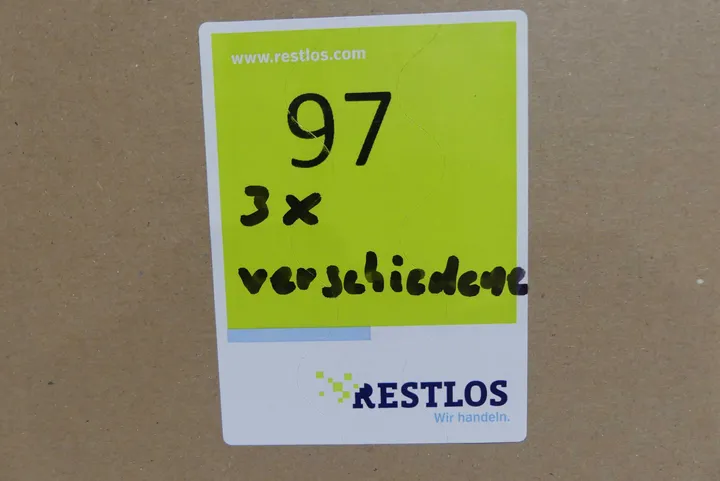 www.restlos.com
97
3x
verschiedene
RESTLOS
Wir handeln.